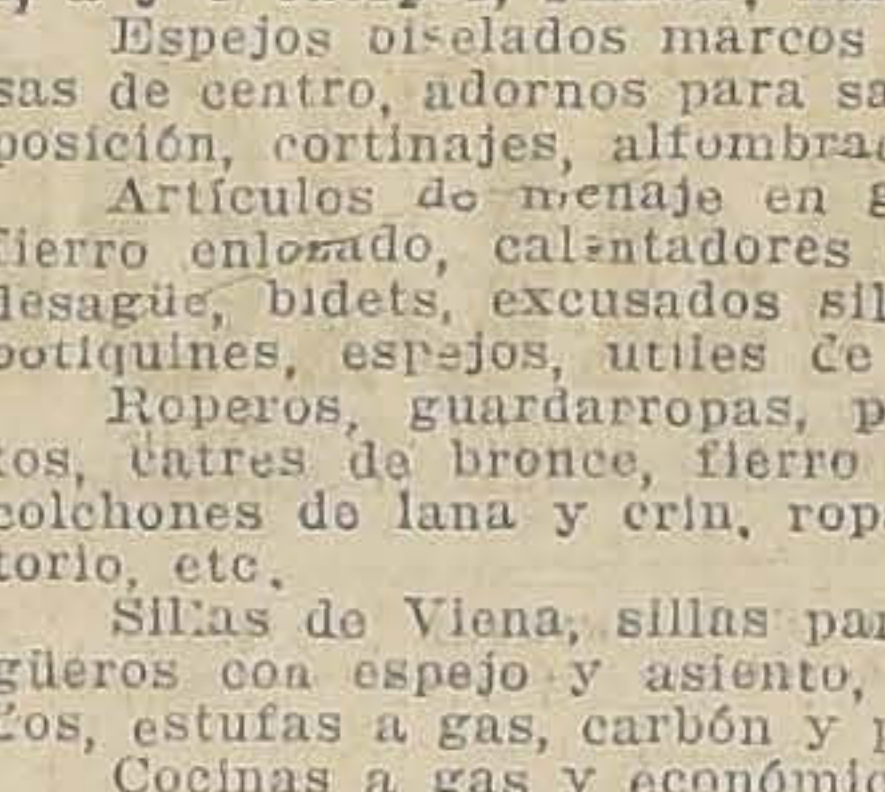 Espejos biselados marcos
sas de centro, adornos para sa
posición, cortinajes, alfombra
Artículos de menaje en g
fierro enlozado, calentadores
desagüe, bidets, excusados sil
botiquines, espejos, utiles de
Roperos, guardarropas, p
tos, catres de bronce, fierro
colchones de lana y crin, rop
torio, etc.
Sillas de Viena, sillas par
güeros con espejo y asiento,
cos, estufas a gas, carbón y p
Cocinas a gas y económic